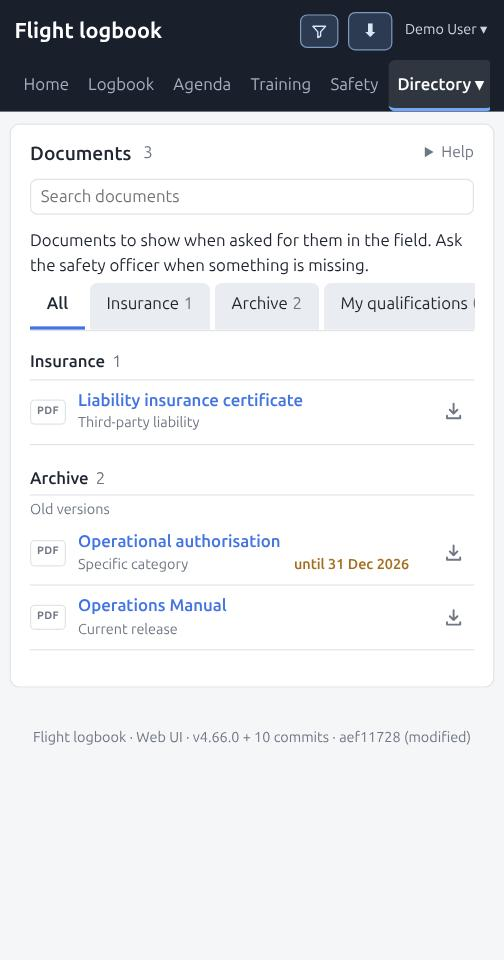 Flight logbook
Demo User ▾
Home Logbook Agenda Training Safety Directory ▾
Documents 3
▶ Help
Search documents
Documents to show when asked for them in the field. Ask
the safety officer when something is missing.
All Insurance 1 Archive 2 My qualifications
Insurance 1
PDF
Liability insurance certificate
Third-party liability
Archive 2
Old versions
PDF
Operational authorisation
Specific category until 31 Dec 2026
PDF
Operations Manual
Current release
Flight logbook · Web UI · v4.66.0 + 10 commits · aef11728 (modified)